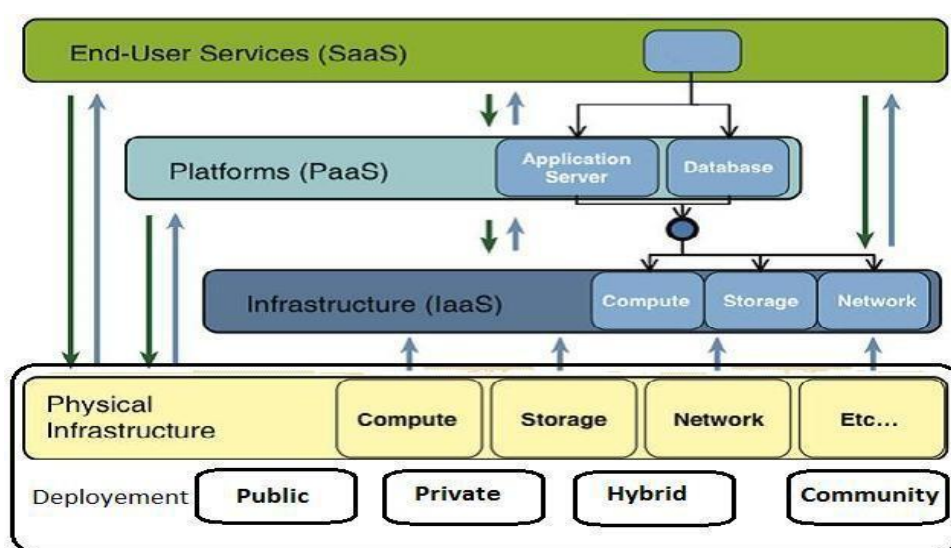 End-User Services (SaaS)
Platforms (PaaS)
Application
Server
Database
Infrastructure (IaaS)
Compute
Storage
Network
Physical
Infrastructure
Compute
Storage
Network
Etc...
Deployement
Public
Private
Hybrid
Community